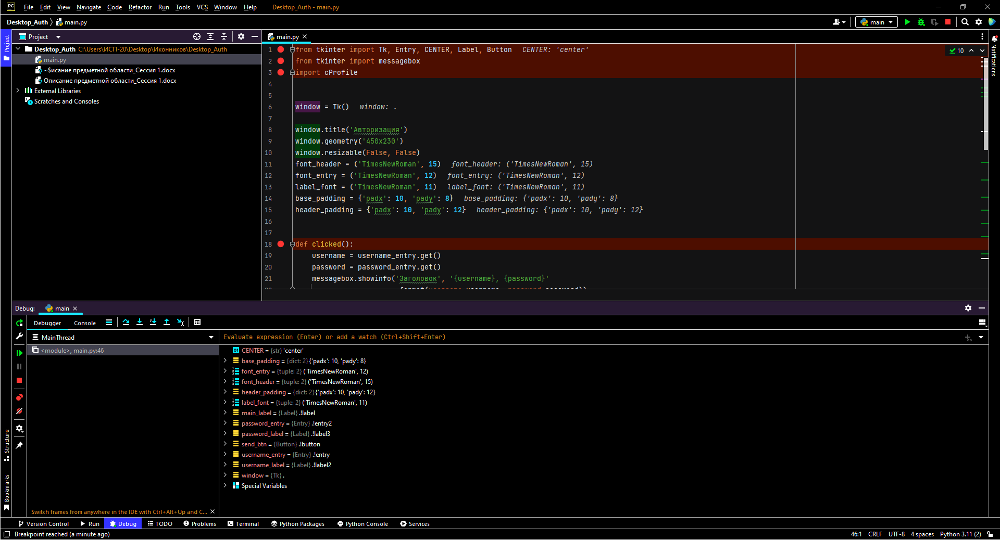 PC File Edit View Navigate Code Refactor Run Tools VCS Window Help Desktop_Auth - main.py
Desktop_Auth main.py
main
Project
Project
Notifications
Desktop_Auth C:\Users\ИСП-20\Desktop\Иконников\Desktop_Auth
main.py
~$исание предметной области_Сессия 1.docx
Описание предметной области_Сессия 1.docx
External Libraries
Scratches and Consoles
main.py
10
1 from tkinter import Tk, Entry, CENTER, Label, Button CENTER: 'center'
2 from tkinter import messagebox
3 import cProfile
4
5
6 window = Tk() window: .
7
8 window.title('Авторизация')
9 window.geometry('450x230')
10 window.resizable(False, False)
11 font_header = ('TimesNewRoman', 15) font_header: ('TimesNewRoman', 15)
12 font_entry = ('TimesNewRoman', 12) font_entry: ('TimesNewRoman', 12)
13 label_font = ('TimesNewRoman', 11) label_font: ('TimesNewRoman', 11)
14 base_padding = {'padx': 10, 'pady': 8} base_padding: {'padx': 10, 'pady': 8}
15 header_padding = {'padx': 10, 'pady': 12} header_padding: {'padx': 10, 'pady': 12}
16
17
18 def clicked():
19 username = username_entry.get()
20 password = password_entry.get()
21 messagebox.showinfo('Заголовок', '{username}, {password}'
Debug: main
Debugger Console
MainThread
<module>, main.py:46
Evaluate expression (Enter) or add a watch (Ctrl+Shift+Enter)
CENTER = {str} 'center'
base_padding = {dict: 2} {'padx': 10, 'pady': 8}
font_entry = {tuple: 2} ('TimesNewRoman', 12)
font_header = {tuple: 2} ('TimesNewRoman', 15)
header_padding = {dict: 2} {'padx': 10, 'pady': 12}
label_font = {tuple: 2} ('TimesNewRoman', 11)
main_label = {Label} .!label
password_entry = {Entry} .!entry2
password_label = {Label} .!label3
send_btn = {Button} .!button
username_entry = {Entry} .!entry
username_label = {Label} .!label2
window = {Tk} .
Special Variables
Structure
Bookmarks
Switch frames from anywhere in the IDE with Ctrl+Alt+Up and C...
Version Control Run Debug TODO Problems Terminal Python Packages Python Console Services
Breakpoint reached (a minute ago)
46:1 CRLF UTF-8 4 spaces Python 3.11 (2)